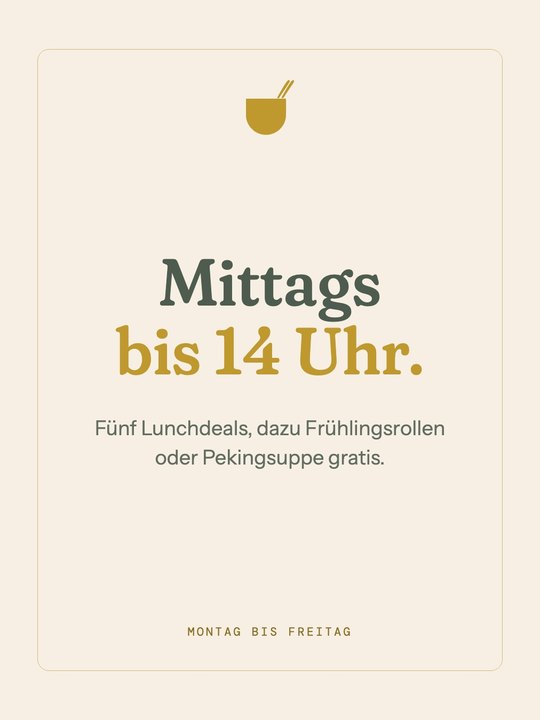 Mittags
bis 14 Uhr.
Fünf Lunchdeals, dazu Frühlingsrollen
oder Pekingsuppe gratis.
MONTAG BIS FREITAG